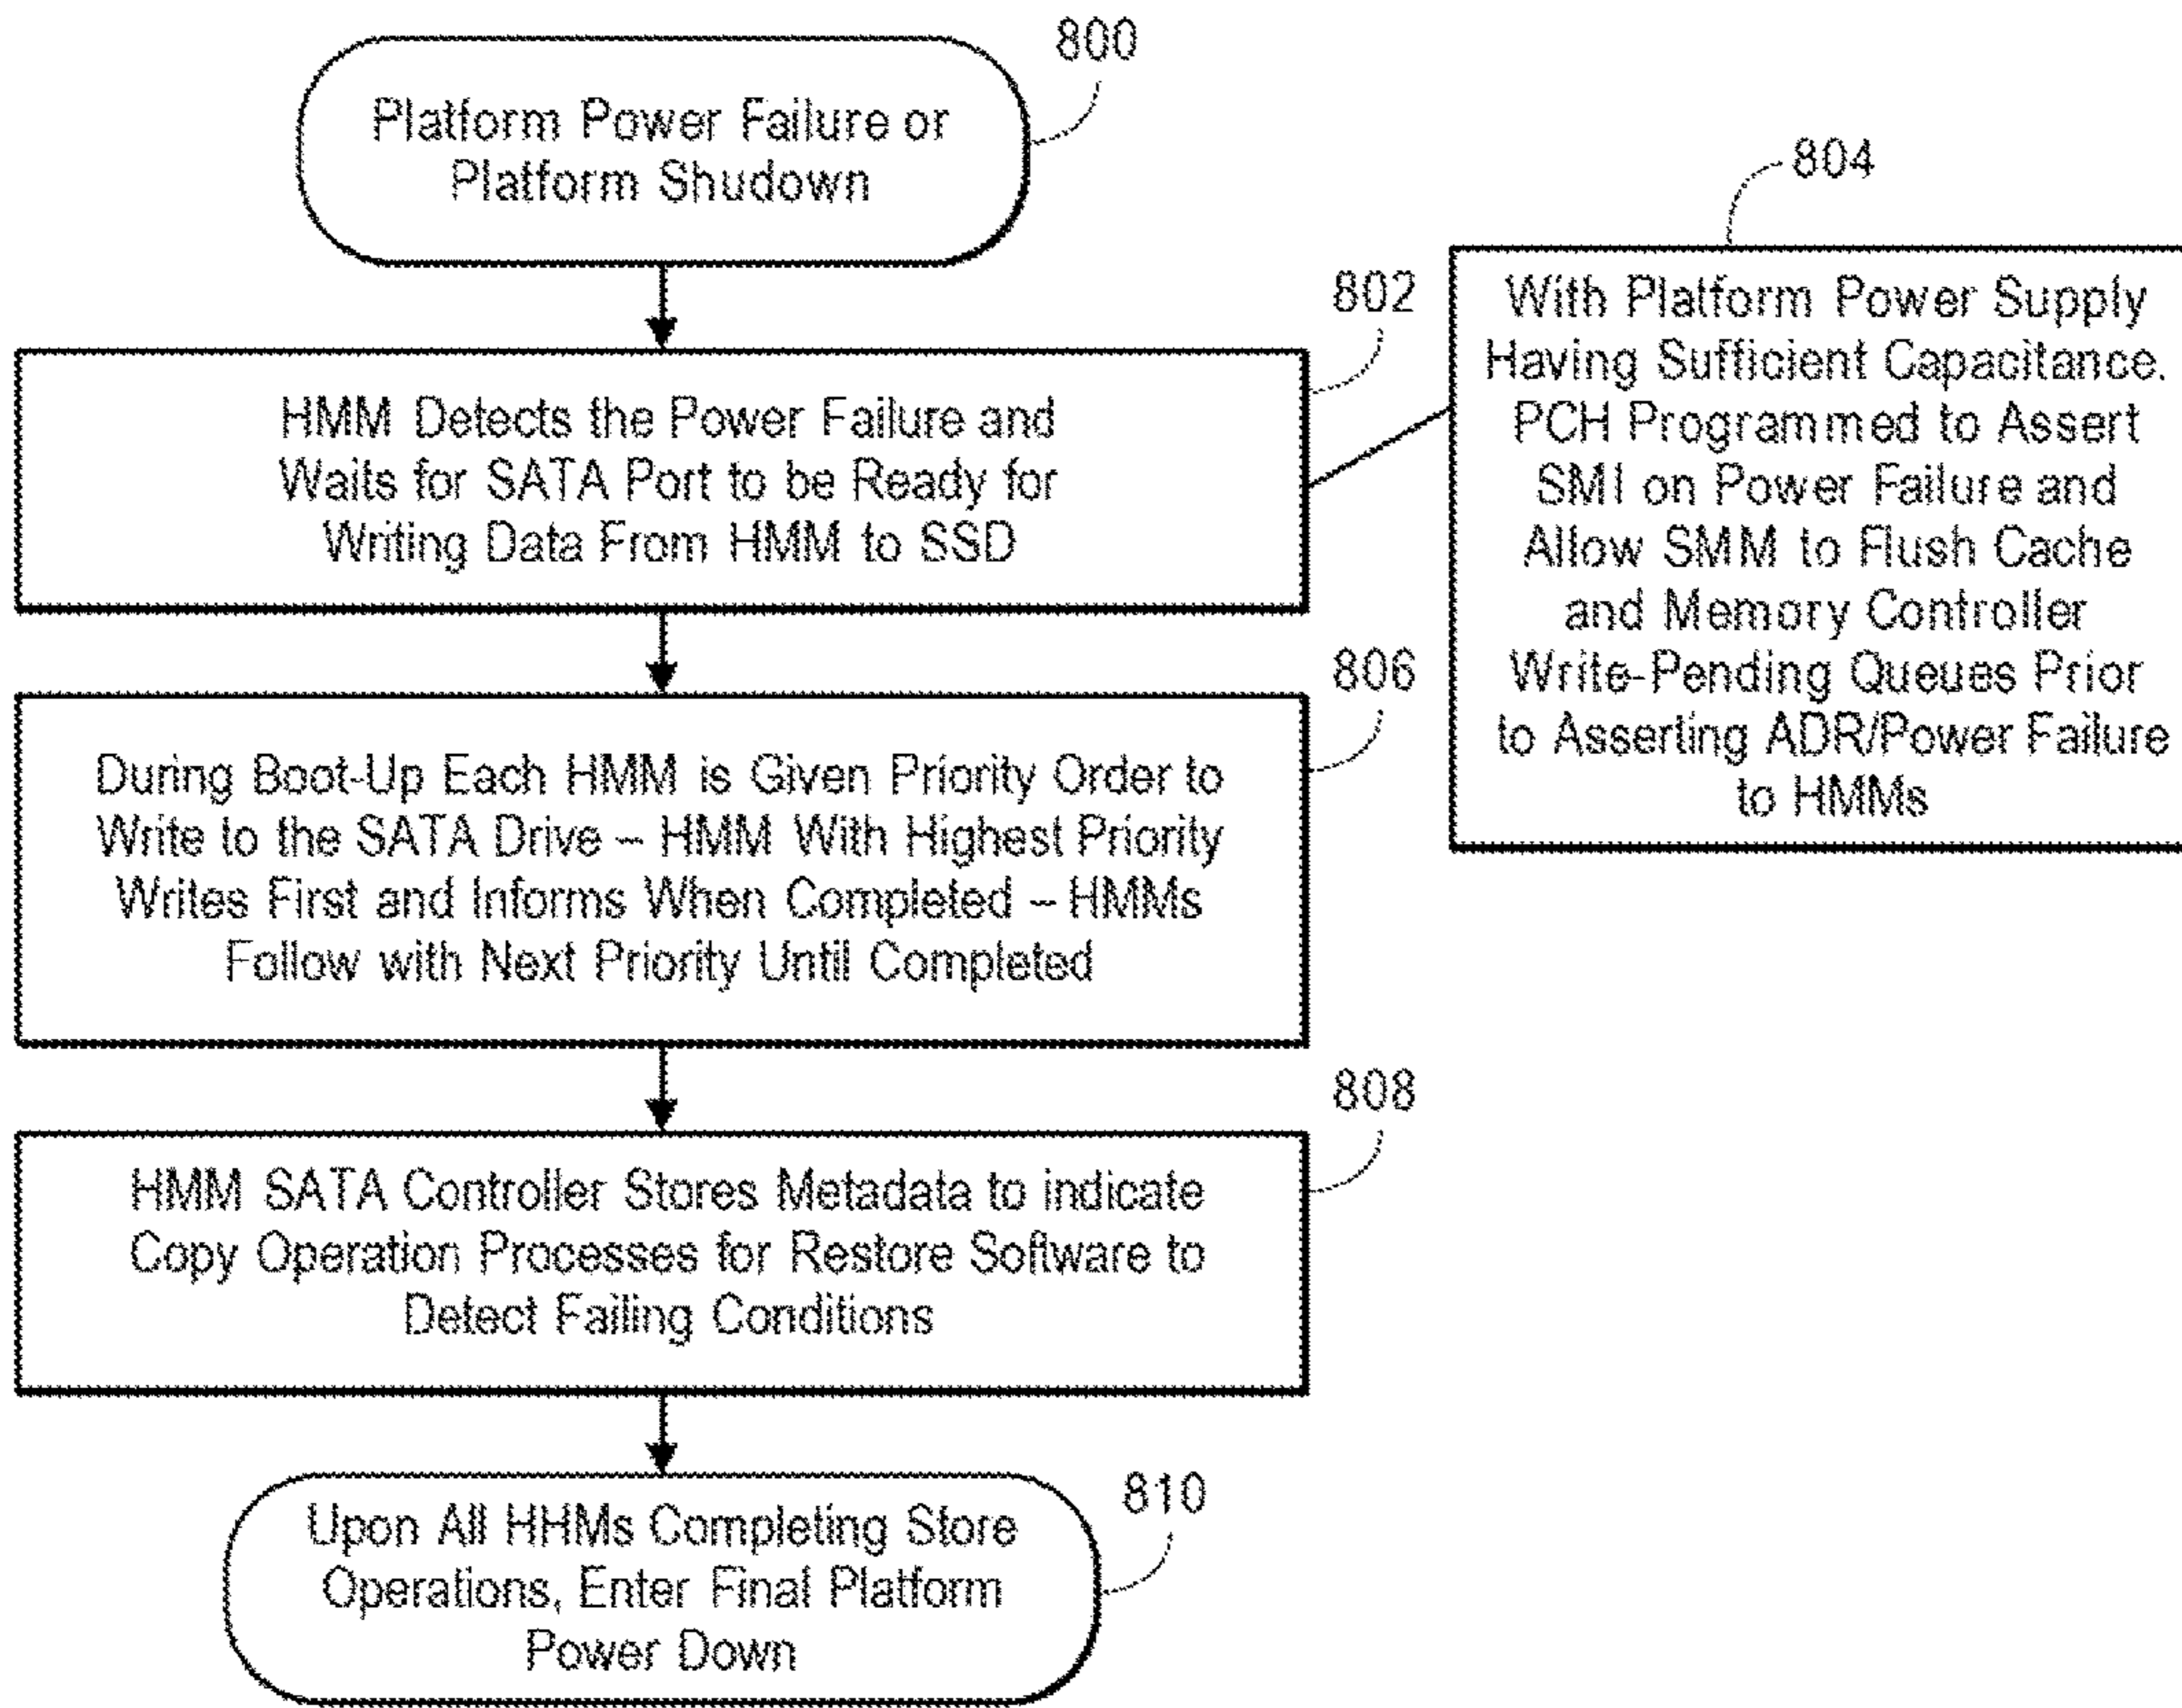 800
Platform Power Failure or
Platform Shudown
802
HMM Detects the Power Failure and
Waits for SATA Port to be Ready for
Writing Data From HMM to SSD
804
With Platform Power Supply
Having Sufficient Capacitance.
PCH Programmed to Assert
SMI on Power Failure and
Allow SMM to Flush Cache
and Memory Controller
Write-Pending Queues Prior
to Asserting ADR/Power Failure
to HMMs
806
During Boot-Up Each HMM is Given Priority Order to
Write to the SATA Drive – HMM With Highest Priority
Writes First and Informs When Completed – HMMs
Follow with Next Priority Until Completed
808
HMM SATA Controller Stores Metadata to indicate
Copy Operation Processes for Restore Software to
Detect Failing Conditions
810
Upon All HHMs Completing Store
Operations, Enter Final Platform
Power Down